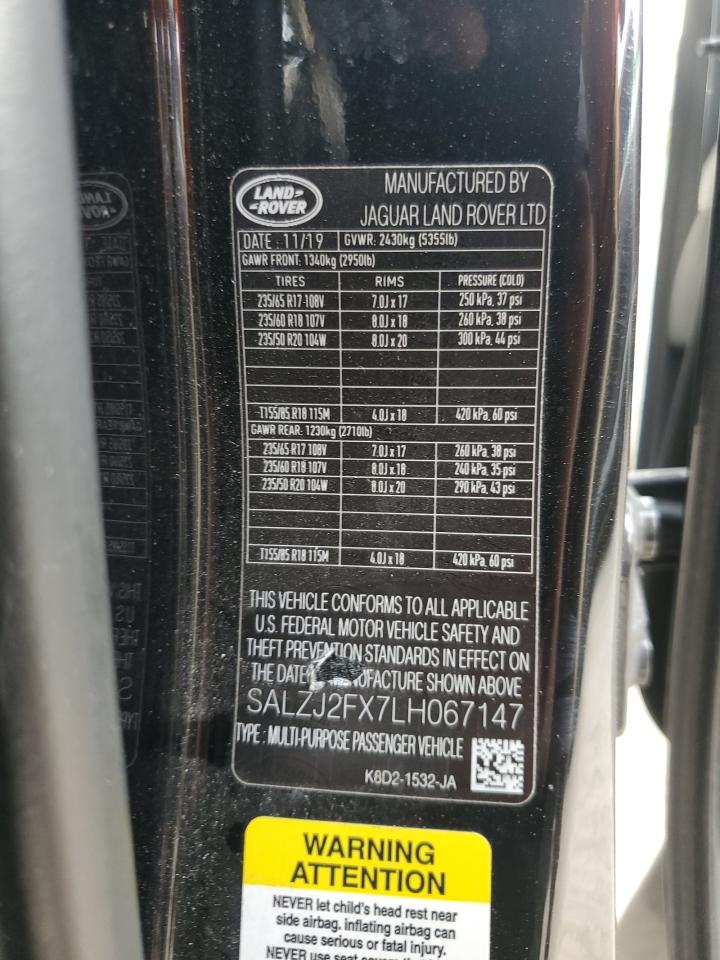 LAND-
-ROVER
MANUFACTURED BY
JAGUAR LAND ROVER LTD
DATE : 11/19 GVWR: 2430kg (5355lb)
GAWR FRONT: 1340kg (2950lb)
TIRES RIMS PRESSURE (COLD)
235/65 R17 108V 7.0J x 17 250 kPa, 37 psi
235/60 R18 107V 8.0J x 18 260 kPa, 38 psi
235/50 R20 104W 8.0J x 20 300 kPa, 44 psi
T155/85 R18 115M 4.0J x 18 420 kPa, 60 psi
GAWR REAR: 1230kg (2710lb)
235/65 R17 108V 7.0J x 17 260 kPa, 38 psi
235/60 R18 107V 8.0J x 18 240 kPa, 35 psi
235/50 R20 104W 8.0J x 20 290 kPa, 43 psi
T155/85 R18 115M 4.0J x 18 420 kPa, 60 psi
THIS VEHICLE CONFORMS TO ALL APPLICABLE
U.S. FEDERAL MOTOR VEHICLE SAFETY AND
THEFT PREVENTION STANDARDS IN EFFECT ON
THE DATE MANUFACTURE SHOWN ABOVE
SALZJ2FX7LH067147
TYPE : MULTI-PURPOSE PASSENGER VEHICLE
K8D2-1532-JA
WARNING
ATTENTION
NEVER let child's head rest near
side airbag. inflating airbag can
cause serious or fatal injury.
NEVER use seat